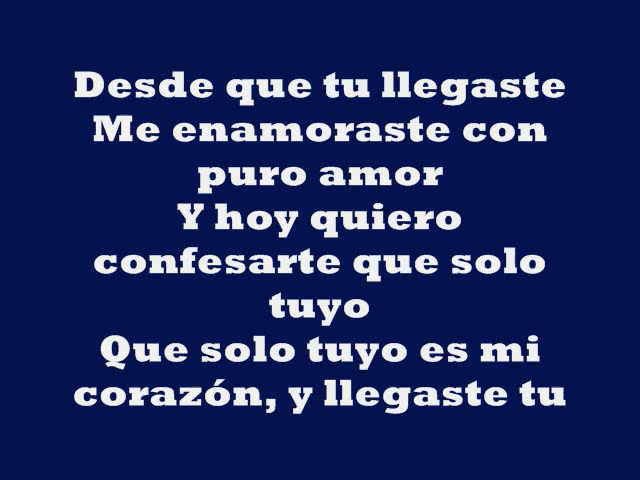 Desde que tu llegaste
Me enamoraste con
puro amor
Y hoy quiero
confesarte que solo
tuyo
Que solo tuyo es mi
corazón, y llegaste tu